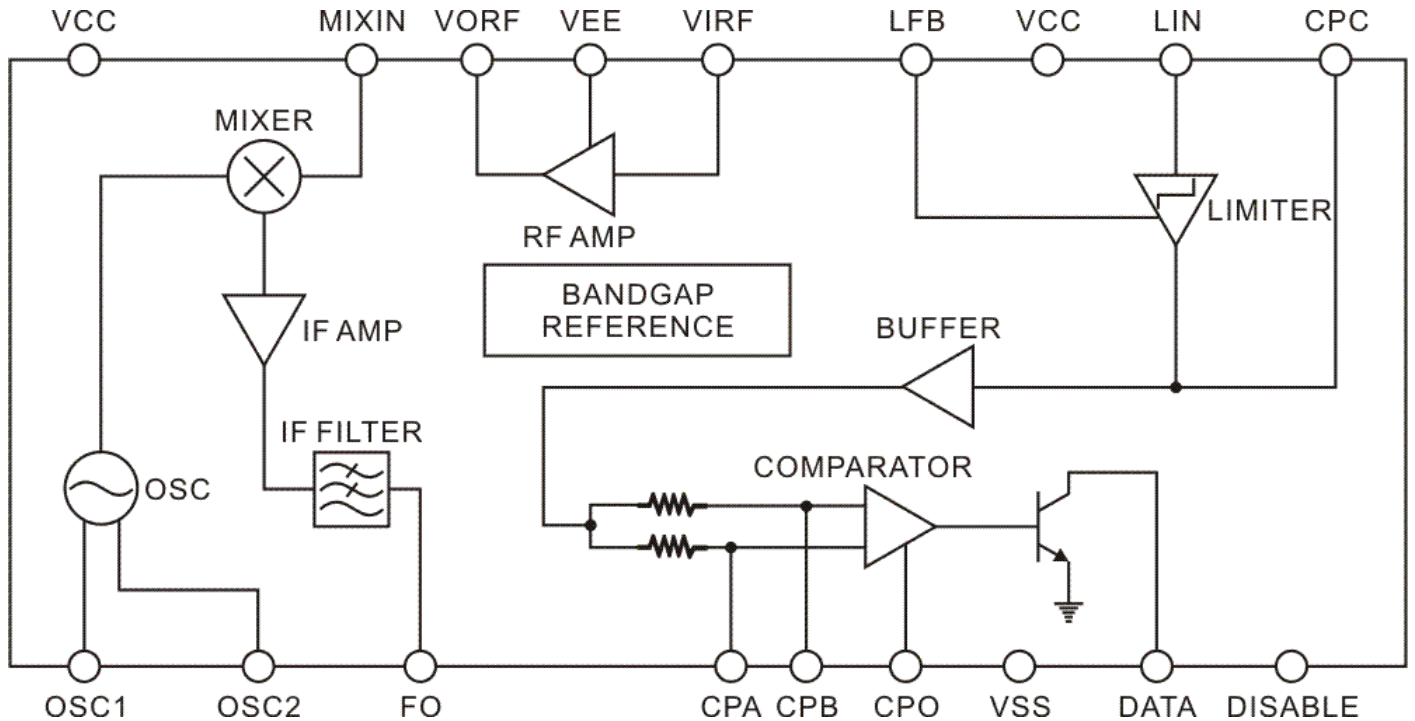 VCC MIXIN VORF VEE VIRF LFB VCC LIN CPC
MIXER
LIMITER
RF AMP
BANDGAP
REFERENCE
IF AMP
BUFFER
IF FILTER
COMPARATOR
OSC
OSC1 OSC2 FO CPA CPB CPO VSS DATA DISABLE